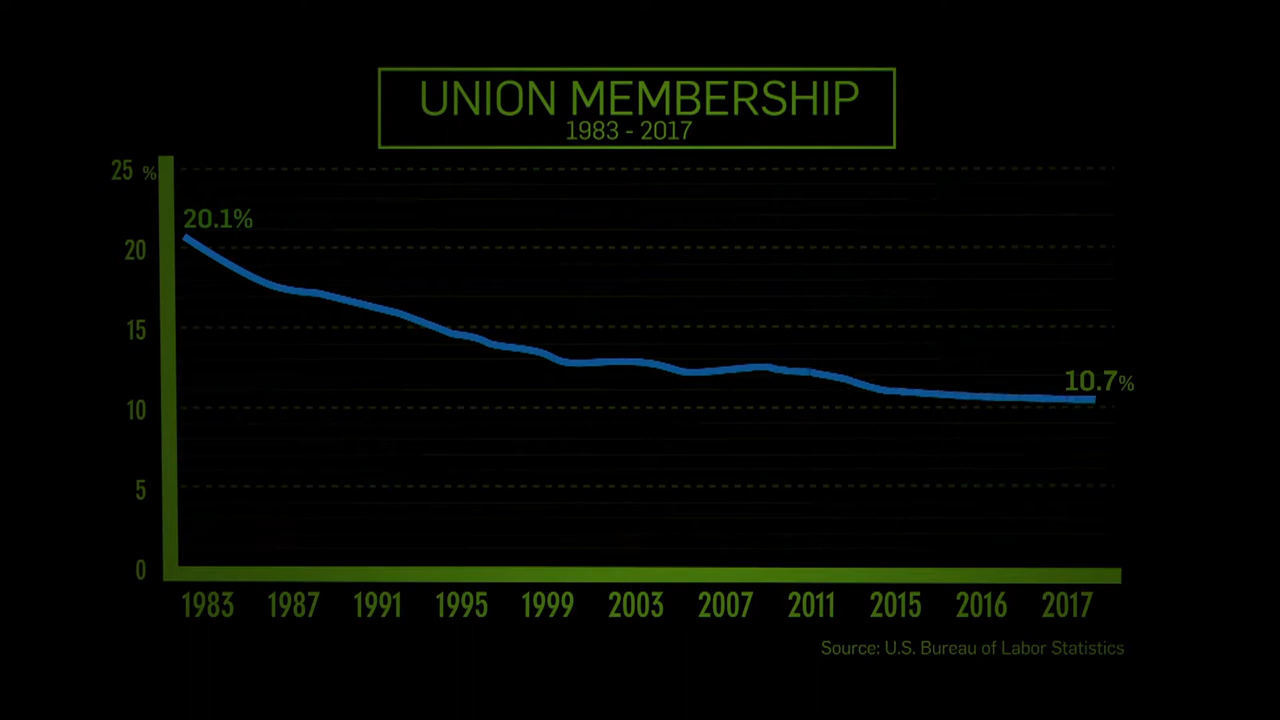 UNION MEMBERSHIP
1983 - 2017
25 %
20.1%
20
15
10.7%
10
5
0
1983 1987 1991 1995 1999 2003 2007 2011 2015 2016 2017
Source: U.S. Bureau of Labor Statistics